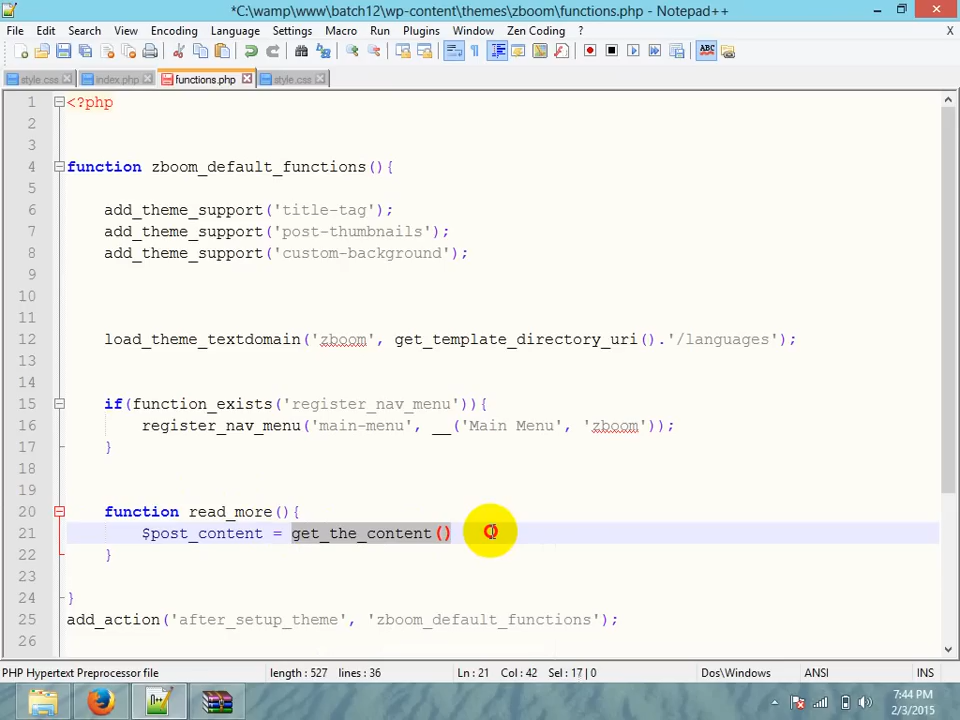 *C:\wamp\www\batch12\wp-content\themes\zboom\functions.php - Notepad++
File Edit Search View Encoding Language Settings Macro Run Plugins Window Zen Coding ? X
ABC
style.css index.php functions.php style.css
1 <?php
2
3
4 function zboom_default_functions(){
5
6 add_theme_support('title-tag');
7 add_theme_support('post-thumbnails');
8 add_theme_support('custom-background');
9
10
11
12 load_theme_textdomain('zboom', get_template_directory_uri().'/languages');
13
14
15 if(function_exists('register_nav_menu')){
16 register_nav_menu('main-menu', __('Main Menu', 'zboom'));
17 }
18
19
20 function read_more(){
21 $post_content = get_the_content()
22 }
23
24 }
25 add_action('after_setup_theme', 'zboom_default_functions');
26
PHP Hypertext Preprocessor file length : 527 lines : 36 Ln : 21 Col : 42 Sel : 17 | 0 Dos\Windows ANSI INS
7:44 PM
2/3/2015